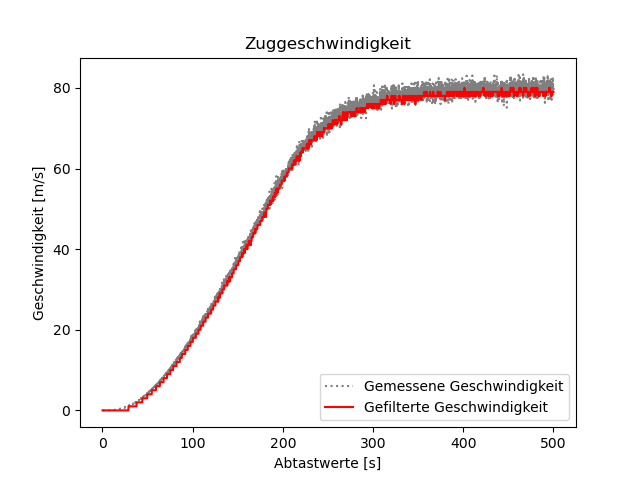 Zuggeschwindigkeit
80
60
40
20
0
Geschwindigkeit [m/s]
Gemessene Geschwindigkeit
Gefilterte Geschwindigkeit
0 100 200 300 400 500
Abtastwerte [s]